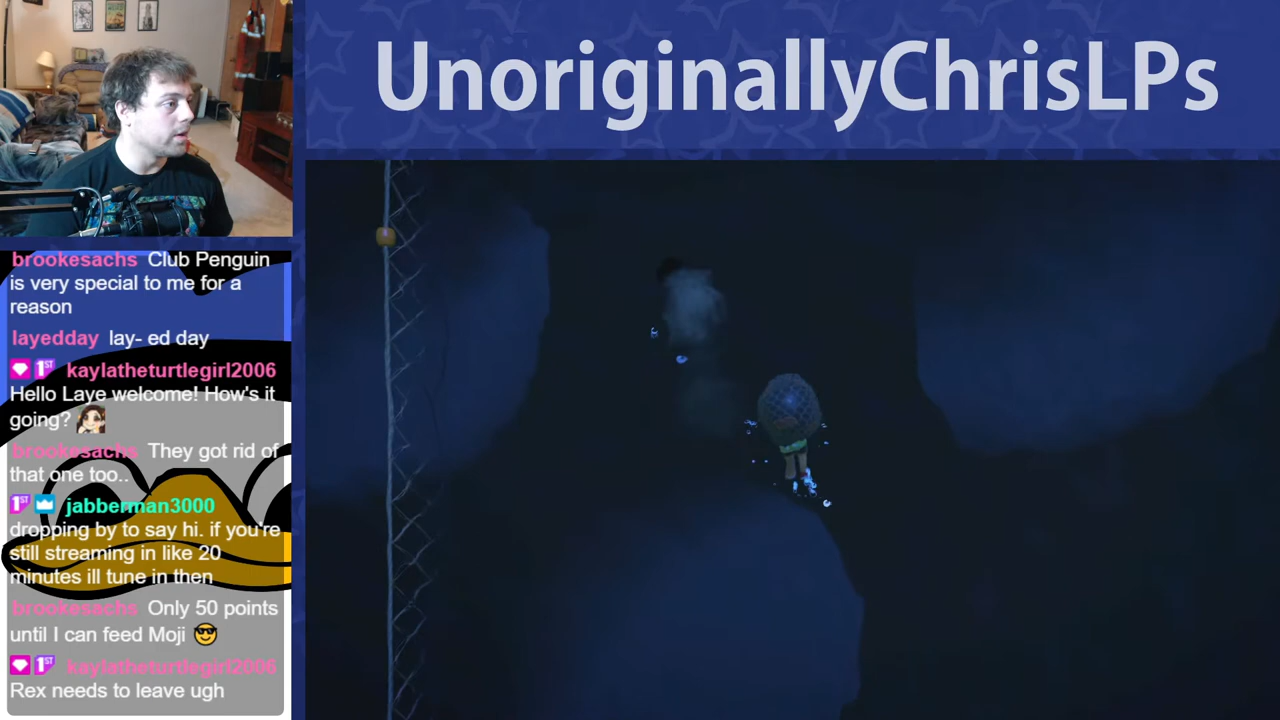 UnoriginallyChrisLPs
brookesachs Club Penguin
is very special to me for a
reason
layedday lay- ed day
1ST kaylatheturtlegirl2006
Hello Laye welcome! How's it
going?
brookesachs They got rid of
that one too..
1ST jabberman3000
dropping by to say hi. if you're
still streaming in like 20
minutes ill tune in then
brookesachs Only 50 points
until I can feed Moji 😎
1ST kaylatheturtlegirl2006
Rex needs to leave ugh